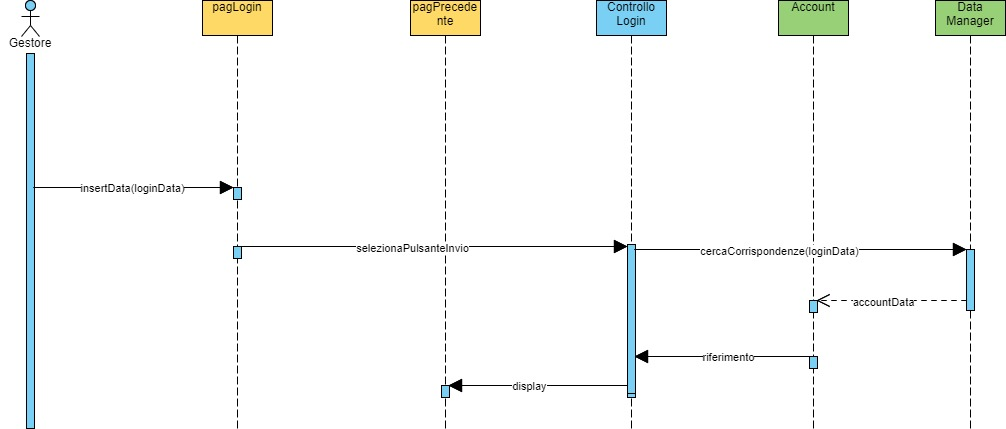 Gestore
pagLogin
pagPrecede
nte
Controllo
Login
Account
Data
Manager
insertData(loginData)
selezionaPulsanteInvio
cercaCorrispondenze(loginData)
accountData
riferimento
display